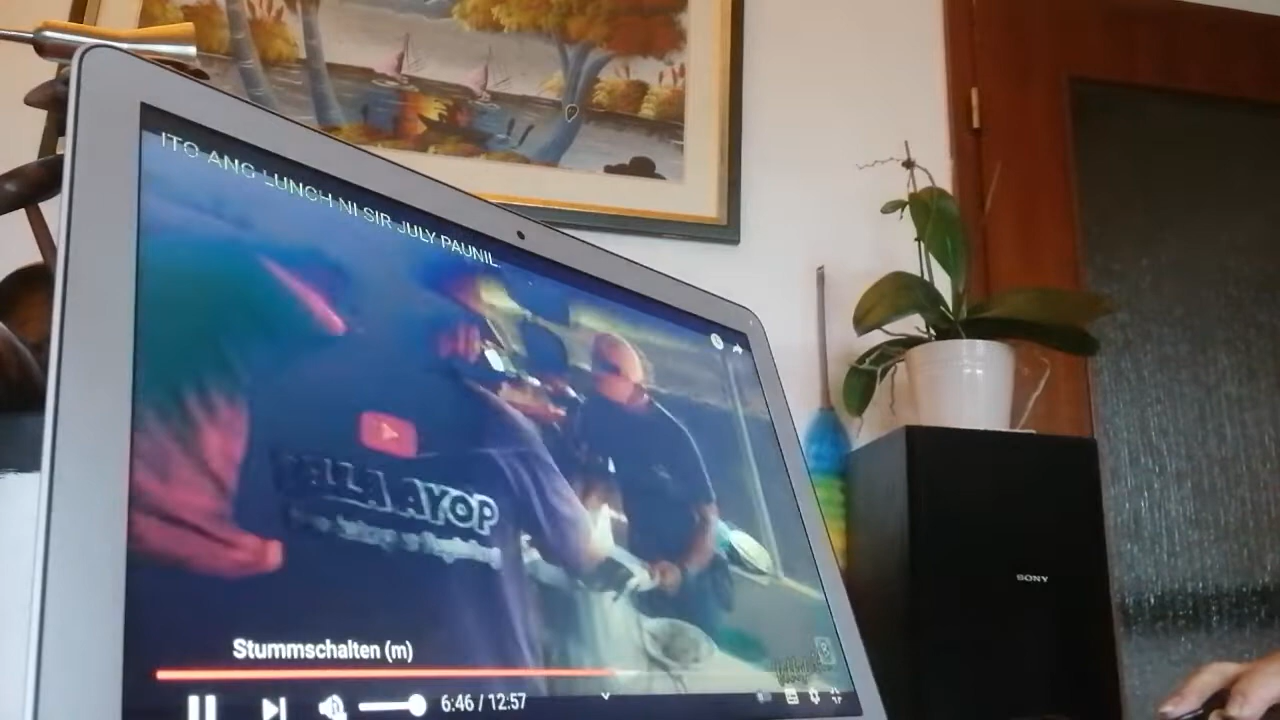 ITO ANG LUNCH NI SIR JULY PAUNIL.
AYOP
SONY
Stummschalten (m)
6:46 / 12:57